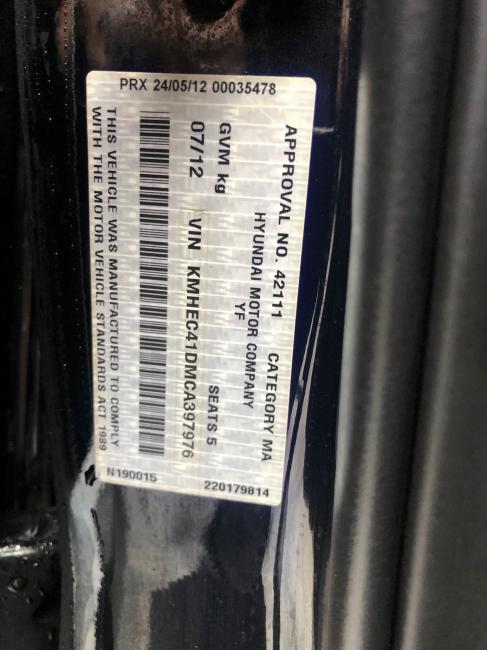 PRX 24/05/12 00035478
APPROVAL NO. 42111 CATEGORY MA
HYUNDAI MOTOR COMPANY
YF
GVM kg SEATS 5
07/12 VIN KMHEC41DMCA397976
THIS VEHICLE WAS MANUFACTURED TO COMPLY
WITH THE MOTOR VEHICLE STANDARDS ACT 1989
N190015
220179814